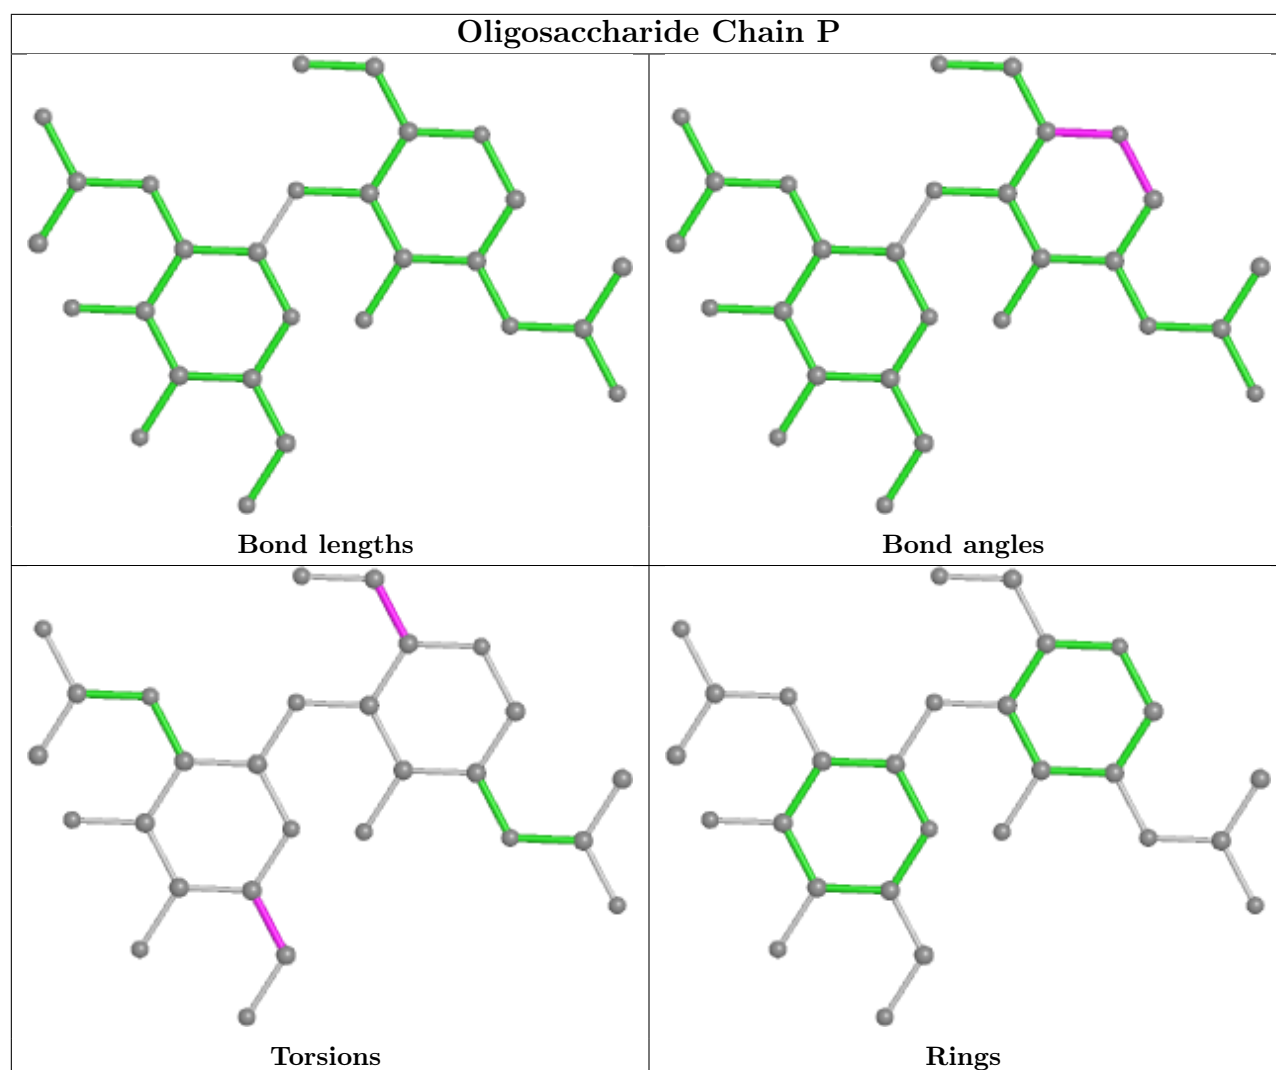 Oligosaccharide Chain P
Bond lengths
Bond angles
Torsions
Rings